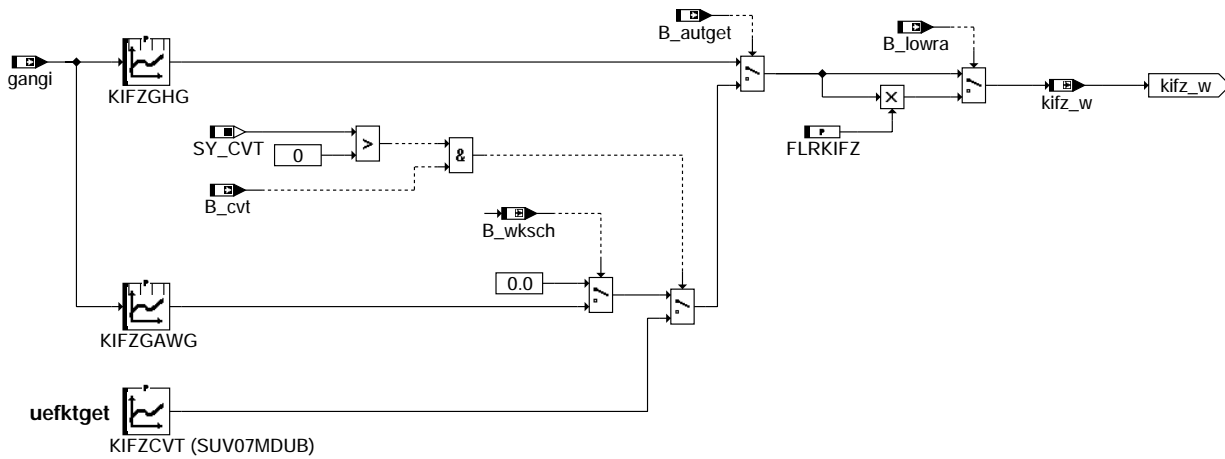 B_autget
B_lowra
P
gangi
KIFZGHG
kifz_w
kifz_w
SY_CVT
0
>
&
P
FLRKIFZ
B_cvt
B_wksch
0.0
P
KIFZGAWG
P
uefktget
KIFZCVT (SUV07MDUB)